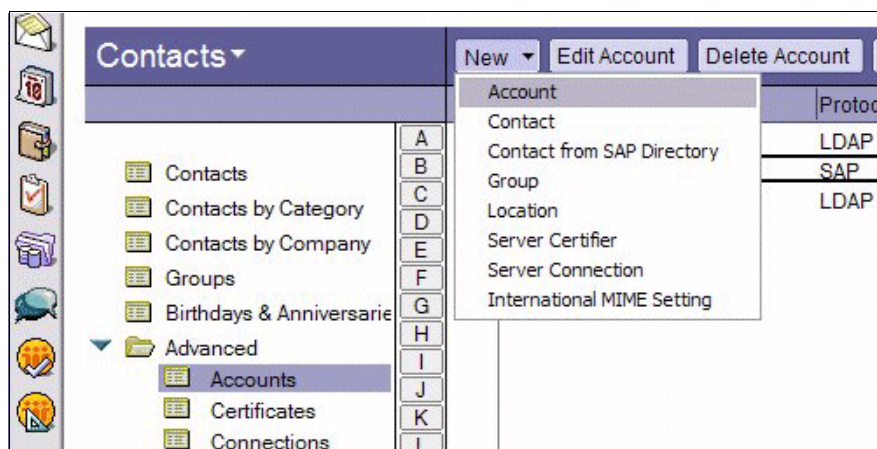 Contacts
New Edit Account Delete Account
Account
Contact
Contact from SAP Directory
Group
Location
Server Certifier
Server Connection
International MIME Setting
Protoc
LDAP
SAP
LDAP
18
Contacts
Contacts by Category
Contacts by Company
Groups
Birthdays & Anniversarie
Advanced
Accounts
Certificates
Connections
A
B
C
D
E
F
G
H
I
J
K